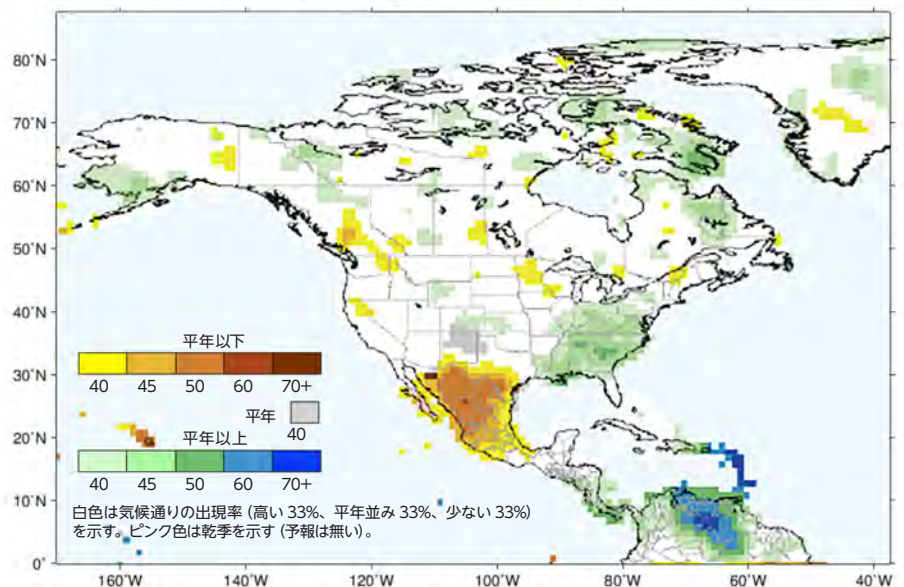 80°N
70°N
60°N
50°N
40°N
30°N
20°N
10°N
0°
160°W
140°W
120°W
100°W
80°W
60°W
40°W
平年以下
40 45 50 60 70+
平年
40
平年以上
40 45 50 60 70+
白色は気候通りの出現率 (高い 33%、平年並み 33%、少ない 33%)
を示す。ピンク色は乾季を示す (予報は無い)。